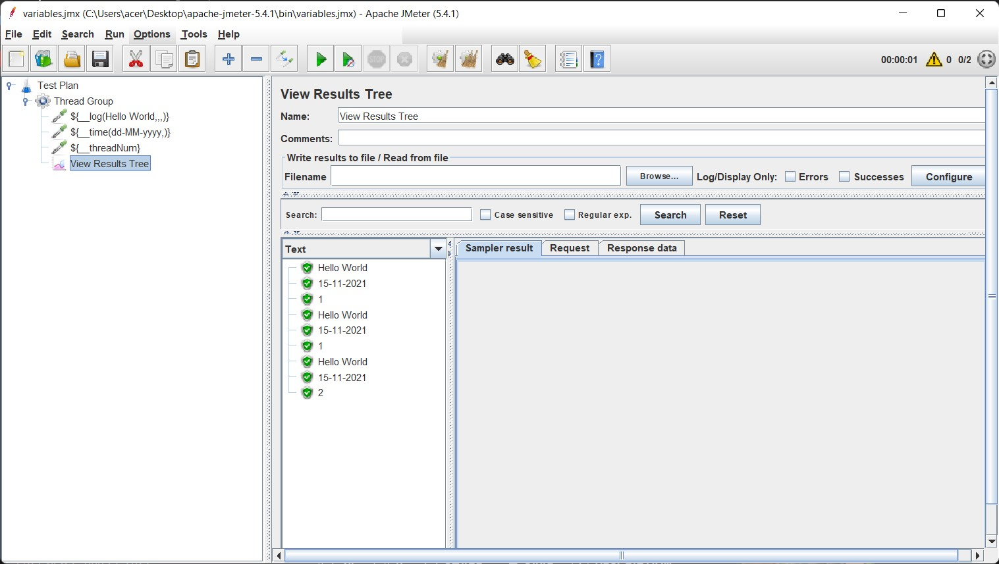 variables.jmx (C:\Users\acer\Desktop\apache-jmeter-5.4.1\bin\variables.jmx) - Apache JMeter (5.4.1)
File Edit Search Run Options Tools Help
STOP
00:00:01 0 0/2
Test Plan
Thread Group
${__log(Hello World,,,)}
${__time(dd-MM-yyyy,)}
${__threadNum}
View Results Tree
View Results Tree
Name: View Results Tree
Comments:
Write results to file / Read from file
Filename Browse... Log/Display Only: Errors Successes Configure
Search: Case sensitive Regular exp. Search Reset
Text
Sampler result Request Response data
Hello World
15-11-2021
1
Hello World
15-11-2021
1
Hello World
15-11-2021
2